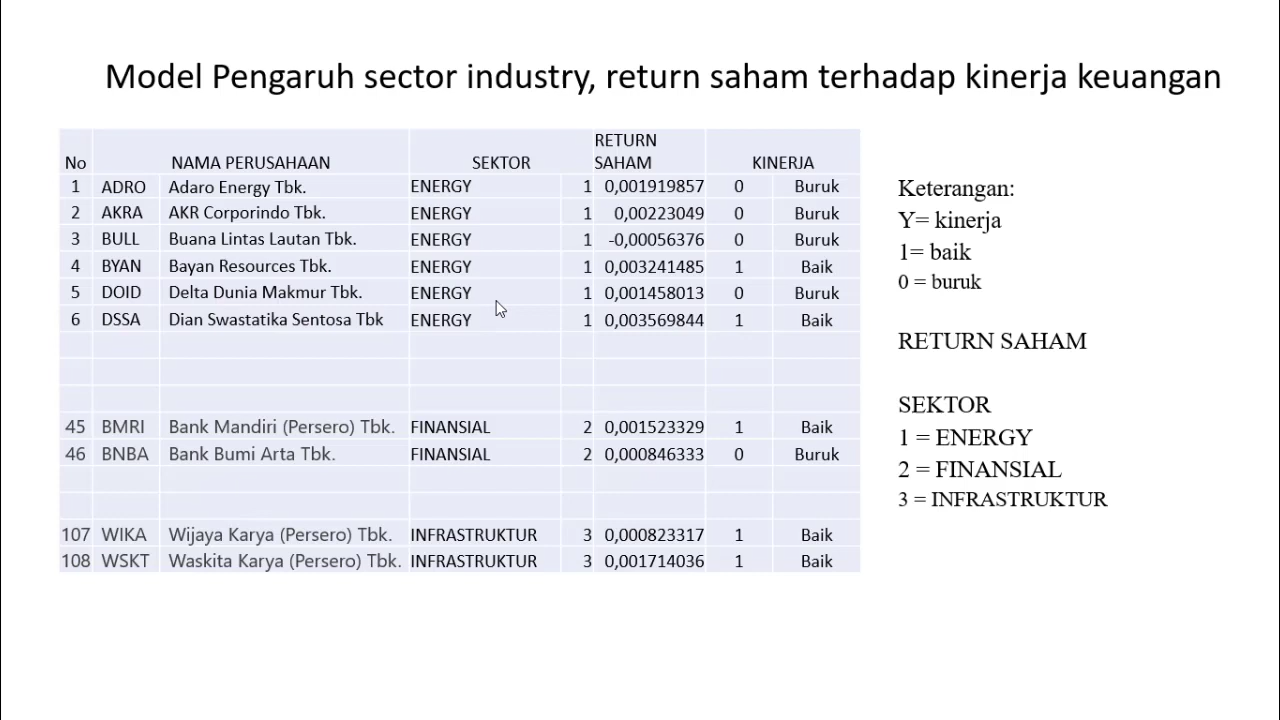 Model Pengaruh sector industry, return saham terhadap kinerja keuangan
No NAMA PERUSAHAAN SEKTOR RETURN SAHAM KINERJA
1 ADRO Adaro Energy Tbk. ENERGY 1 0,001919857 0 Buruk
2 AKRA AKR Corporindo Tbk. ENERGY 1 0,00223049 0 Buruk
3 BULL Buana Lintas Lautan Tbk. ENERGY 1 -0,00056376 0 Buruk
4 BYAN Bayan Resources Tbk. ENERGY 1 0,003241485 1 Baik
5 DOID Delta Dunia Makmur Tbk. ENERGY 1 0,001458013 0 Buruk
6 DSSA Dian Swastatika Sentosa Tbk ENERGY 1 0,003569844 1 Baik
45 BMRI Bank Mandiri (Persero) Tbk. FINANSIAL 2 0,001523329 1 Baik
46 BNBA Bank Bumi Arta Tbk. FINANSIAL 2 0,000846333 0 Buruk
107 WIKA Wijaya Karya (Persero) Tbk. INFRASTRUKTUR 3 0,000823317 1 Baik
108 WSKT Waskita Karya (Persero) Tbk. INFRASTRUKTUR 3 0,001714036 1 Baik
Keterangan:
Y= kinerja
1= baik
0 = buruk
RETURN SAHAM
SEKTOR
1 = ENERGY
2 = FINANSIAL
3 = INFRASTRUKTUR